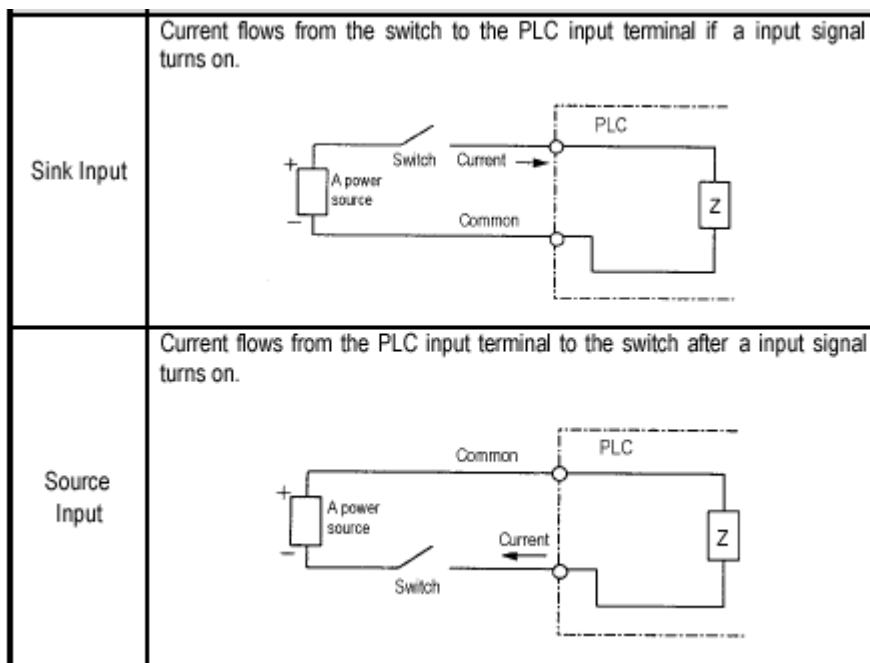 Current flows from the switch to the PLC input terminal if a input signal
turns on.
Sink Input
PLC
+
Switch
Current
A power
source
Z
−
Common
Current flows from the PLC input terminal to the switch after a input signal
turns on.
Source
Input
PLC
Common
+
A power
source
Z
−
Current
Switch